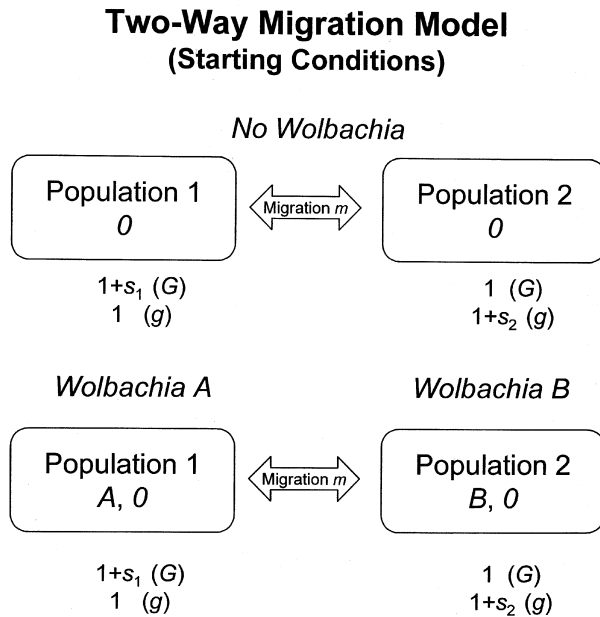 Two-Way Migration Model
(Starting Conditions)
No Wolbachia
Population 1
0
Migration m
Population 2
0
1+s₁ (G)
1 (g)
1 (G)
1+s₂ (g)
Wolbachia A
Wolbachia B
Population 1
A, 0
Migration m
Population 2
B, 0
1+s₁ (G)
1 (g)
1 (G)
1+s₂ (g)